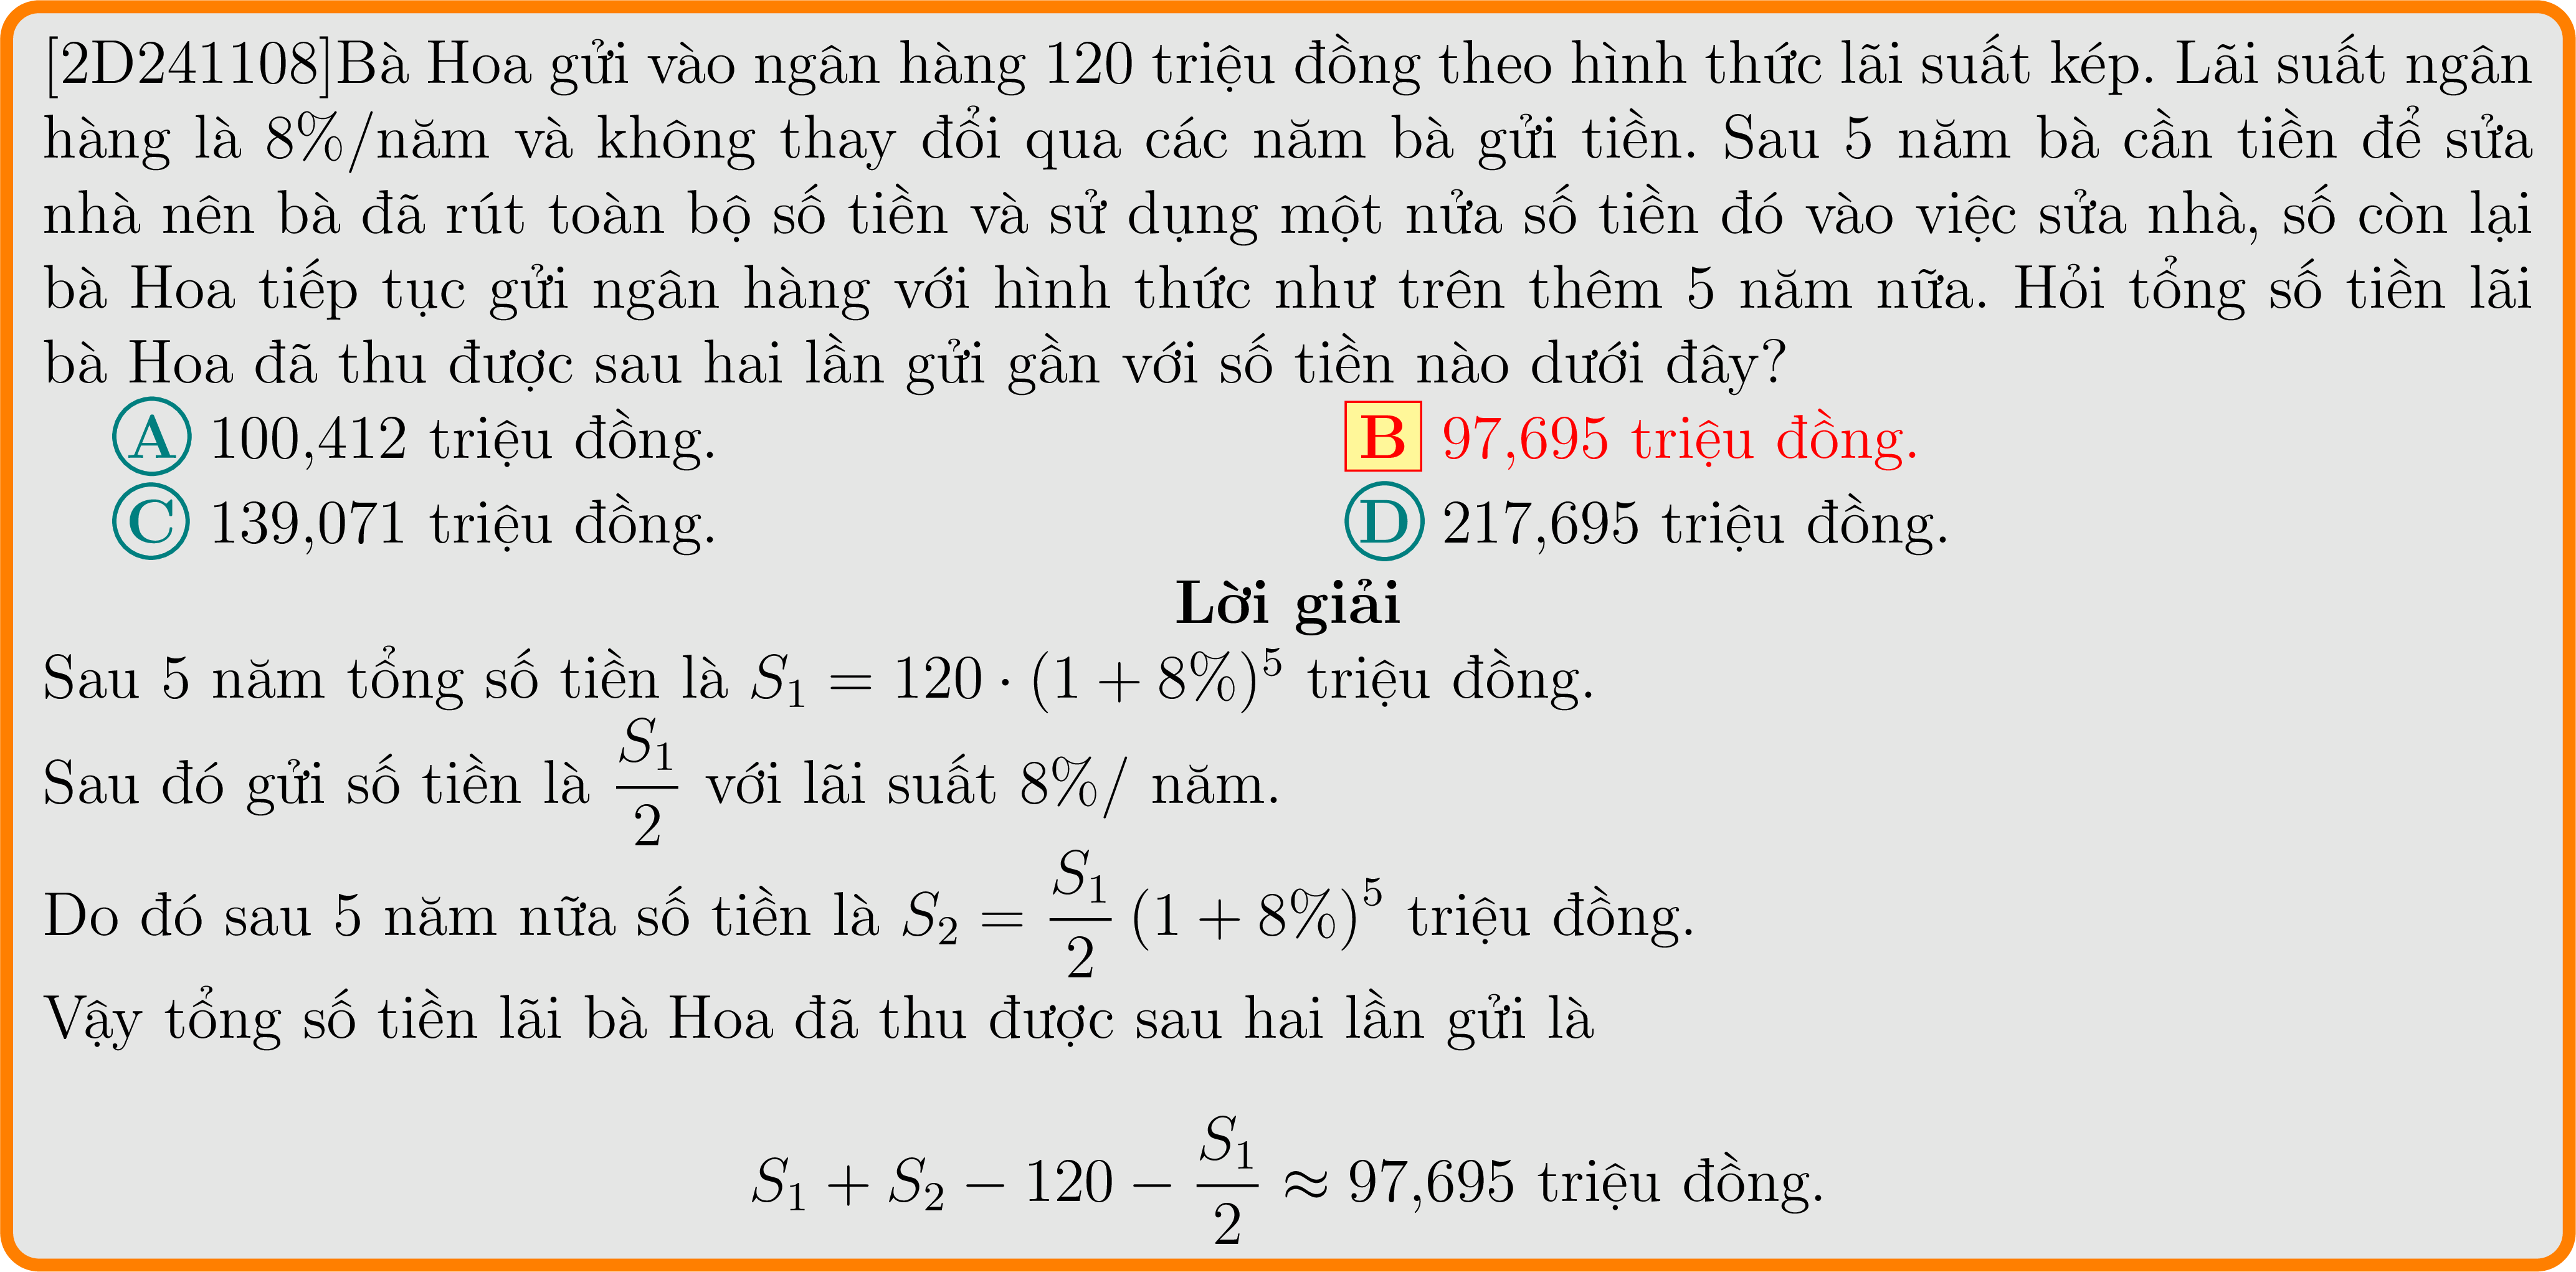 [2D241108]Bà Hoa gửi vào ngân hàng 120 triệu đồng theo hình thức lãi suất kép. Lãi suất ngân
hàng là 8%/năm và không thay đổi qua các năm bà gửi tiền. Sau 5 năm bà cần tiền để sửa
nhà nên bà đã rút toàn bộ số tiền và sử dụng một nửa số tiền đó vào việc sửa nhà, số còn lại
bà Hoa tiếp tục gửi ngân hàng với hình thức như trên thêm 5 năm nữa. Hỏi tổng số tiền lãi
bà Hoa đã thu được sau hai lần gửi gần với số tiền nào dưới đây?
A 100,412 triệu đồng. B 97,695 triệu đồng.
C 139,071 triệu đồng. D 217,695 triệu đồng.
Lời giải
Sau 5 năm tổng số tiền là $S_1 = 120 \cdot (1 + 8\%)^5$ triệu đồng.
Sau đó gửi số tiền là $\frac{S_1}{2}$ với lãi suất 8%/ năm.
Do đó sau 5 năm nữa số tiền là $S_2 = \frac{S_1}{2} (1 + 8\%)^5$ triệu đồng.
Vậy tổng số tiền lãi bà Hoa đã thu được sau hai lần gửi là
$S_1 + S_2 - 120 - \frac{S_1}{2} \approx 97,695$ triệu đồng.